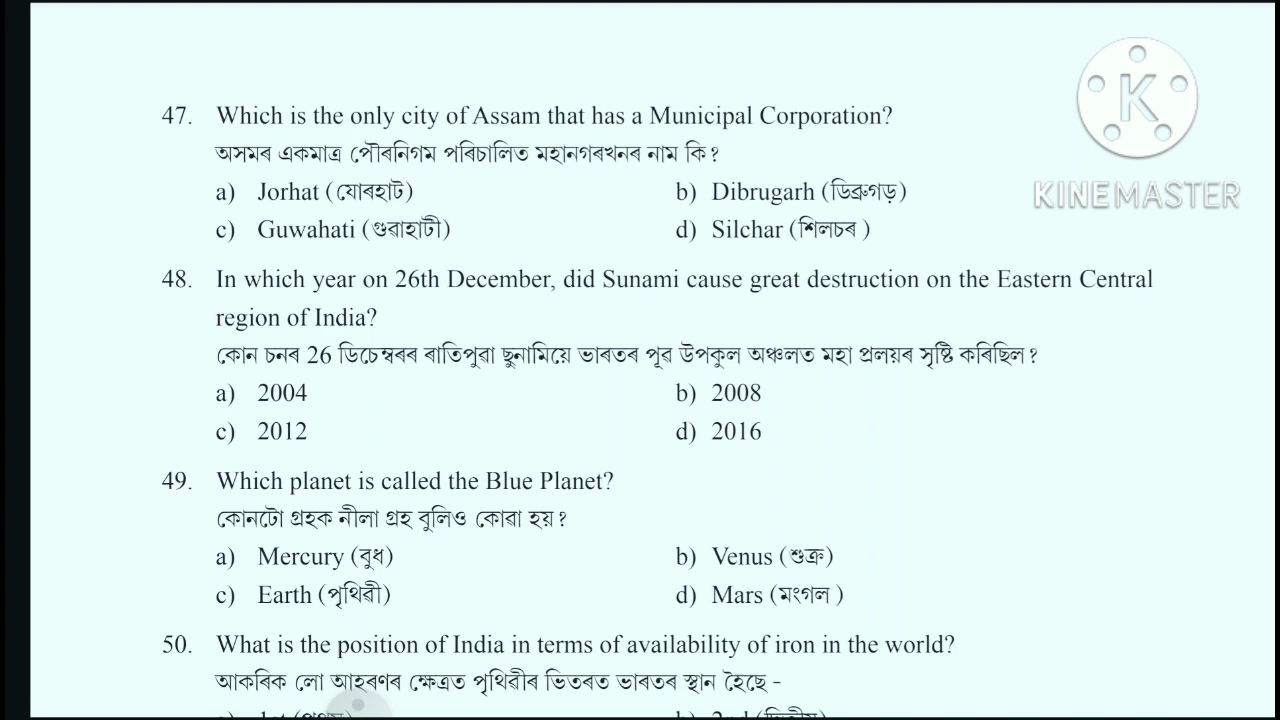 47. Which is the only city of Assam that has a Municipal Corporation?
অসমৰ একমাত্ৰ পৌৰনিগম পৰিচালিত মহানগৰখনৰ নাম কি?
a) Jorhat (যোৰহাট) b) Dibrugarh (ডিব্ৰুগড়)
c) Guwahati (গুৱাহাটী) d) Silchar (শিলচৰ )
48. In which year on 26th December, did Sunami cause great destruction on the Eastern Central
region of India?
কোন চনৰ 26 ডিচেম্বৰৰ ৰাতিপুৱা ছুনামিয়ে ভাৰতৰ পূৱ উপকুল অঞ্চলত মহা প্ৰলয়ৰ সৃষ্টি কৰিছিল?
a) 2004 b) 2008
c) 2012 d) 2016
49. Which planet is called the Blue Planet?
কোনটো গ্ৰহক নীলা গ্ৰহ বুলিও কোৱা হয়?
a) Mercury (বুধ) b) Venus (শুক্ৰ)
c) Earth (পৃথিৱী) d) Mars (মংগল )
50. What is the position of India in terms of availability of iron in the world?
আকৰিক লো আহৰণৰ ক্ষেত্ৰত পৃথিৱীৰ ভিতৰত ভাৰতৰ স্থান হৈছে -
a) 1st (প্ৰথম) b) 2nd (দ্বিতীয়)
K
KINEMASTER